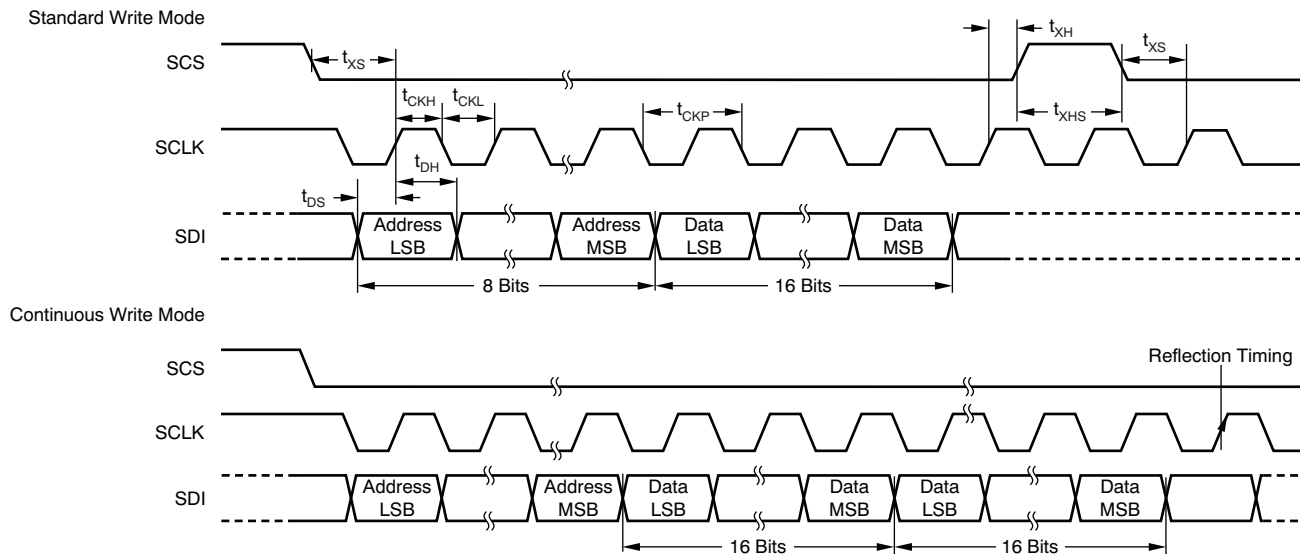 Standard Write Mode
SCS
t_XS
t_XH
t_XS
t_CKH
t_CKL
t_CKP
t_XHS
SCLK
t_DH
t_DS
SDI
Address LSB
Address MSB
Data LSB
Data MSB
8 Bits
16 Bits
Continuous Write Mode
SCS
Reflection Timing
SCLK
SDI
Address LSB
Address MSB
Data LSB
Data MSB
Data LSB
Data MSB
16 Bits
16 Bits